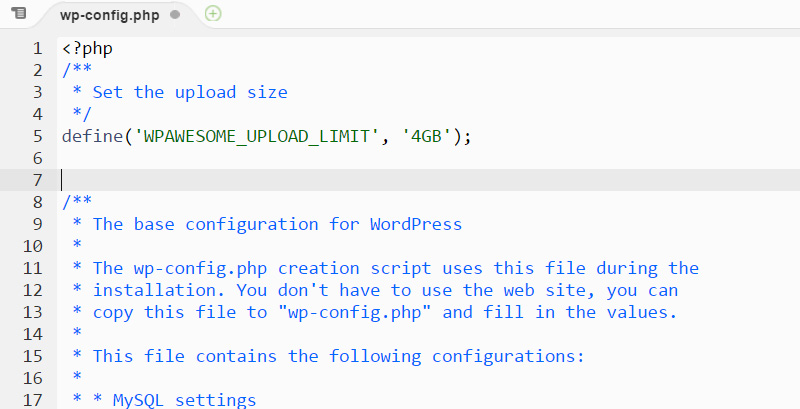 wp-config.php
1 <?php
2 /**
3  * Set the upload size
4  */
5 define('WPAWESOME_UPLOAD_LIMIT', '4GB');
6
7
8 /**
9  * The base configuration for WordPress
10  *
11  * The wp-config.php creation script uses this file during the
12  * installation. You don't have to use the web site, you can
13  * copy this file to "wp-config.php" and fill in the values.
14  *
15  * This file contains the following configurations:
16  *
17  * * MySQL settings